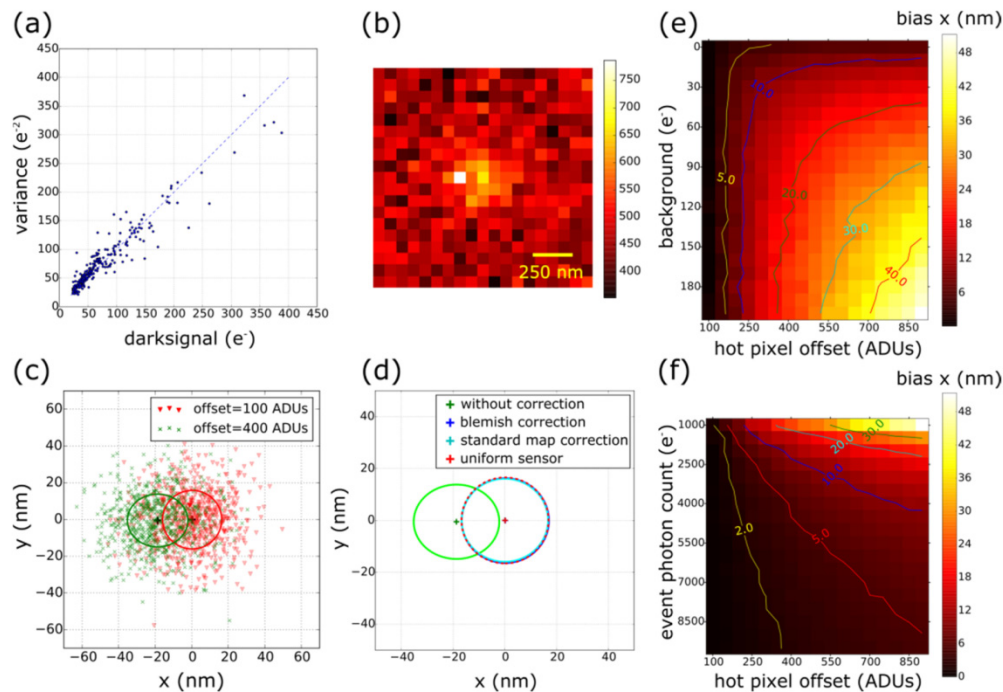 (a)
450
400
350
300
250
200
150
100
50
0
0 50 100 150 200 250 300 350 400 450
variance (e⁻²)
darksignal (e⁻)
(b)
250 nm
750
700
650
600
550
500
450
400
(c)
60
40
20
0
−20
−40
−60
−60 −40 −20 0 20 40 60
y (nm)
x (nm)
offset=100 ADUs
offset=400 ADUs
(d)
40
20
0
−20
−40
−40 −20 0 20 40
y (nm)
x (nm)
without correction
blemish correction
standard map correction
uniform sensor
(e)
bias x (nm)
0
30
60
90
120
150
180
100 250 400 550 700 850
background (e⁻)
hot pixel offset (ADUs)
5.0
10.0
20.0
30.0
40.0
48
42
36
30
24
18
12
6
(f)
bias x (nm)
1000
2500
4000
5500
7000
8500
100 250 400 550 700 850
event photon count (e⁻)
hot pixel offset (ADUs)
2.0
5.0
10.0
20.0
30.0
48
42
36
30
24
18
12
6
0